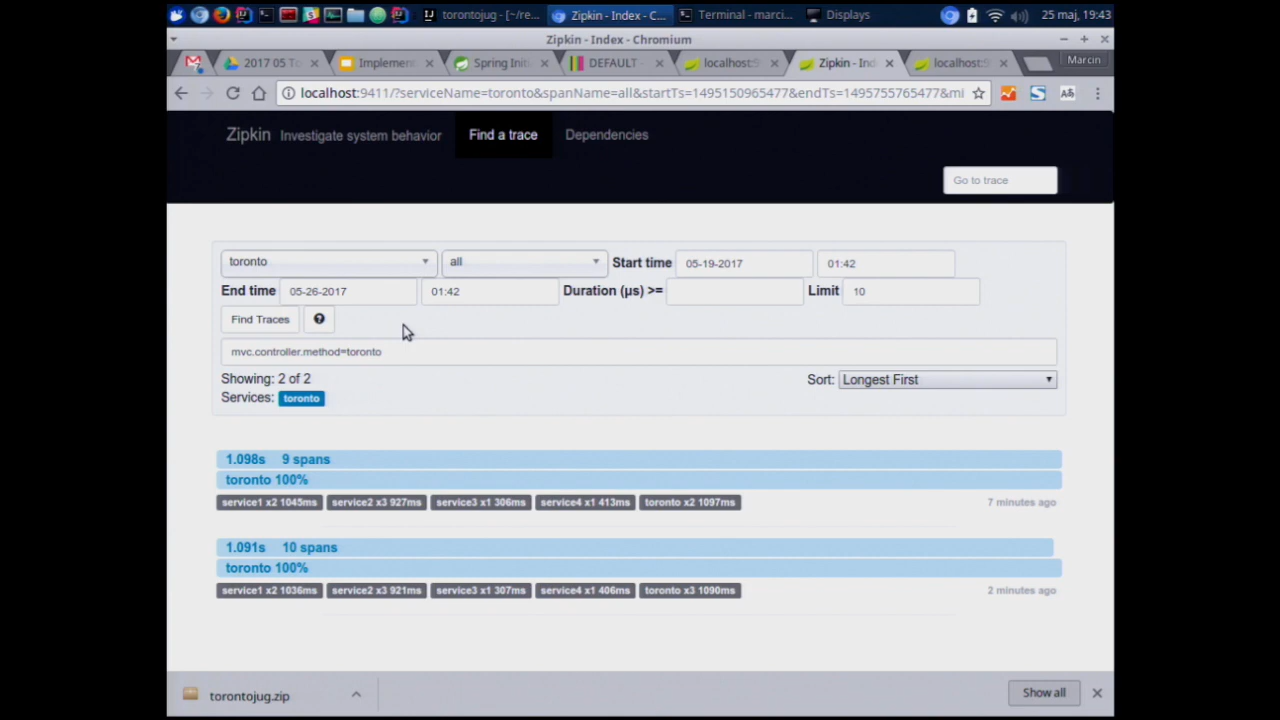 torontojug - [~/re...
Zipkin - Index - C...
Terminal - marci...
Displays
25 maj, 19:43
Zipkin - Index - Chromium
2017 05 To
Implement
Spring Initi
DEFAULT
localhost:9
Zipkin - Ind
localhost:9
Marcin
localhost:9411/?serviceName=toronto&spanName=all&startTs=1495150965477&endTs=1495755765477&mi
Zipkin Investigate system behavior Find a trace Dependencies
Go to trace
toronto all Start time 05-19-2017 01:42
End time 05-26-2017 01:42 Duration (μs) >= Limit 10
Find Traces
mvc.controller.method=toronto
Showing: 2 of 2
Sort: Longest First
Services: toronto
1.098s 9 spans
toronto 100%
service1 x2 1045ms service2 x3 927ms service3 x1 306ms service4 x1 413ms toronto x2 1097ms 7 minutes ago
1.091s 10 spans
toronto 100%
service1 x2 1036ms service2 x3 921ms service3 x1 307ms service4 x1 406ms toronto x3 1090ms 2 minutes ago
torontojug.zip
Show all